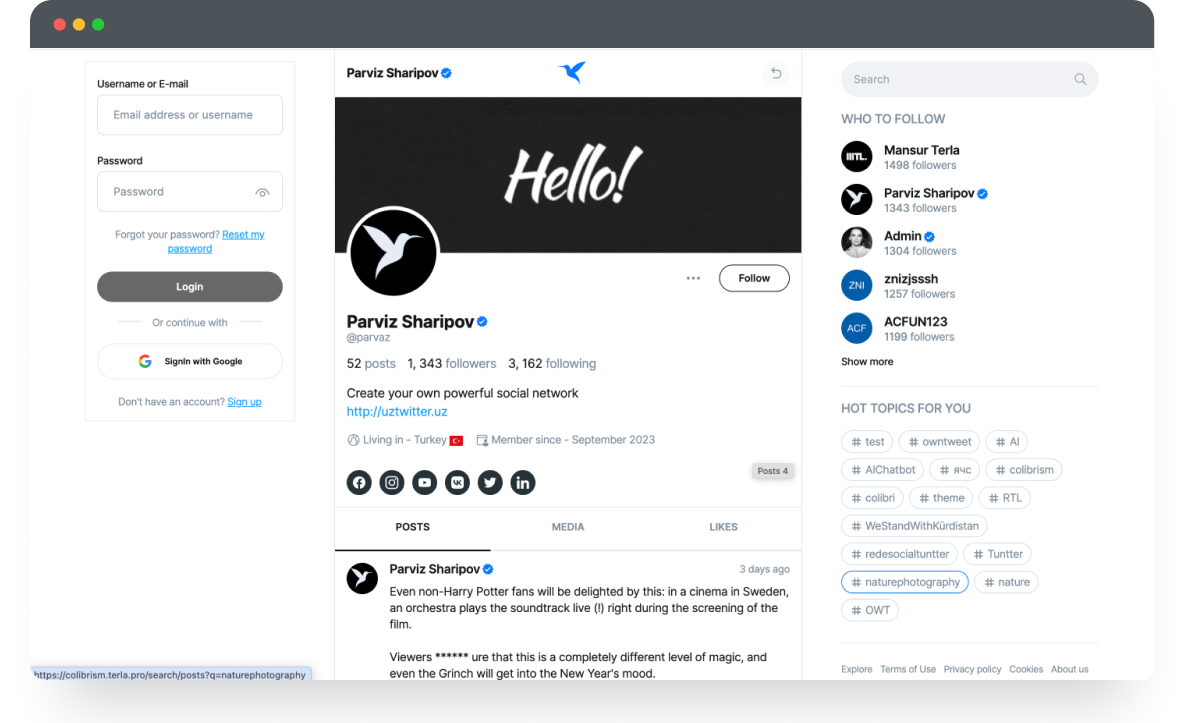 Username or E-mail
Email address or username
Password
Password
Forgot your password? Reset my
password
Login
Or continue with
SignIn with Google
Don't have an account? Sign up
Parviz Sharipov
Hello!
Follow
Parviz Sharipov
@parvaz
52 posts 1, 343 followers 3, 162 following
Create your own powerful social network
http://uztwitter.uz
Living in - Turkey Member since - September 2023
Posts 4
POSTS MEDIA LIKES
Parviz Sharipov 3 days ago
Even non-Harry Potter fans will be delighted by this: in a cinema in Sweden,
an orchestra plays the soundtrack live (!) right during the screening of the
film.
Viewers ****** ure that this is a completely different level of magic, and
even the Grinch will get into the New Year's mood.
Search
WHO TO FOLLOW
Mansur Terla
1498 followers
Parviz Sharipov
1343 followers
Admin
1304 followers
ZNI
znizjsssh
1257 followers
ACF
ACFUN123
1199 followers
Show more
HOT TOPICS FOR YOU
# test # owntweet # AI
# AIChatbot # ячс # colibrism
# colibri # theme # RTL
# WeStandWithKürdistan
# redesocialtuntter # Tuntter
# naturephotography # nature
# OWT
Explore Terms of Use Privacy policy Cookies About us
https://colibrism.terla.pro/search/posts?q=naturephotography